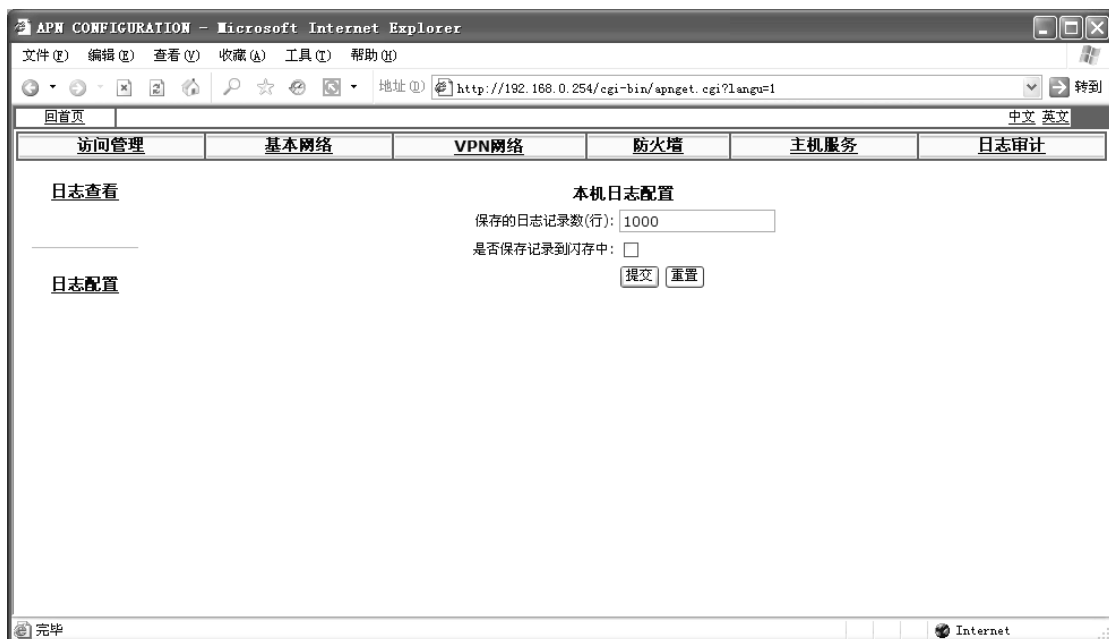 APN CONFIGURATION - Microsoft Internet Explorer
文件(F) 编辑(E) 查看(V) 收藏(A) 工具(T) 帮助(H)
地址(D) http://192.168.0.254/cgi-bin/apnget.cgi?langu=1 转到
回首页 中文 英文
访问管理 基本网络 VPN网络 防火墙 主机服务 日志审计
日志查看
本机日志配置
保存的日志记录数(行): 1000
是否保存记录到闪存中:
日志配置
提交 重置
完毕 Internet